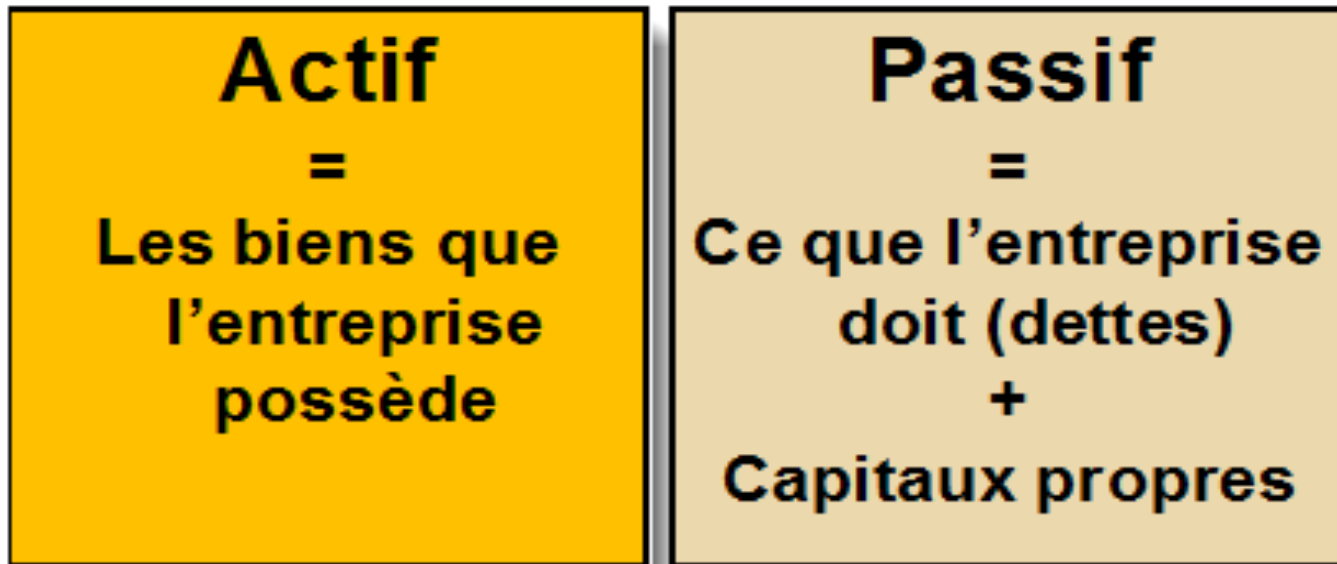 Actif
=
Les biens que
l’entreprise
possède
Passif
=
Ce que l’entreprise
doit (dettes)
+
Capitaux propres